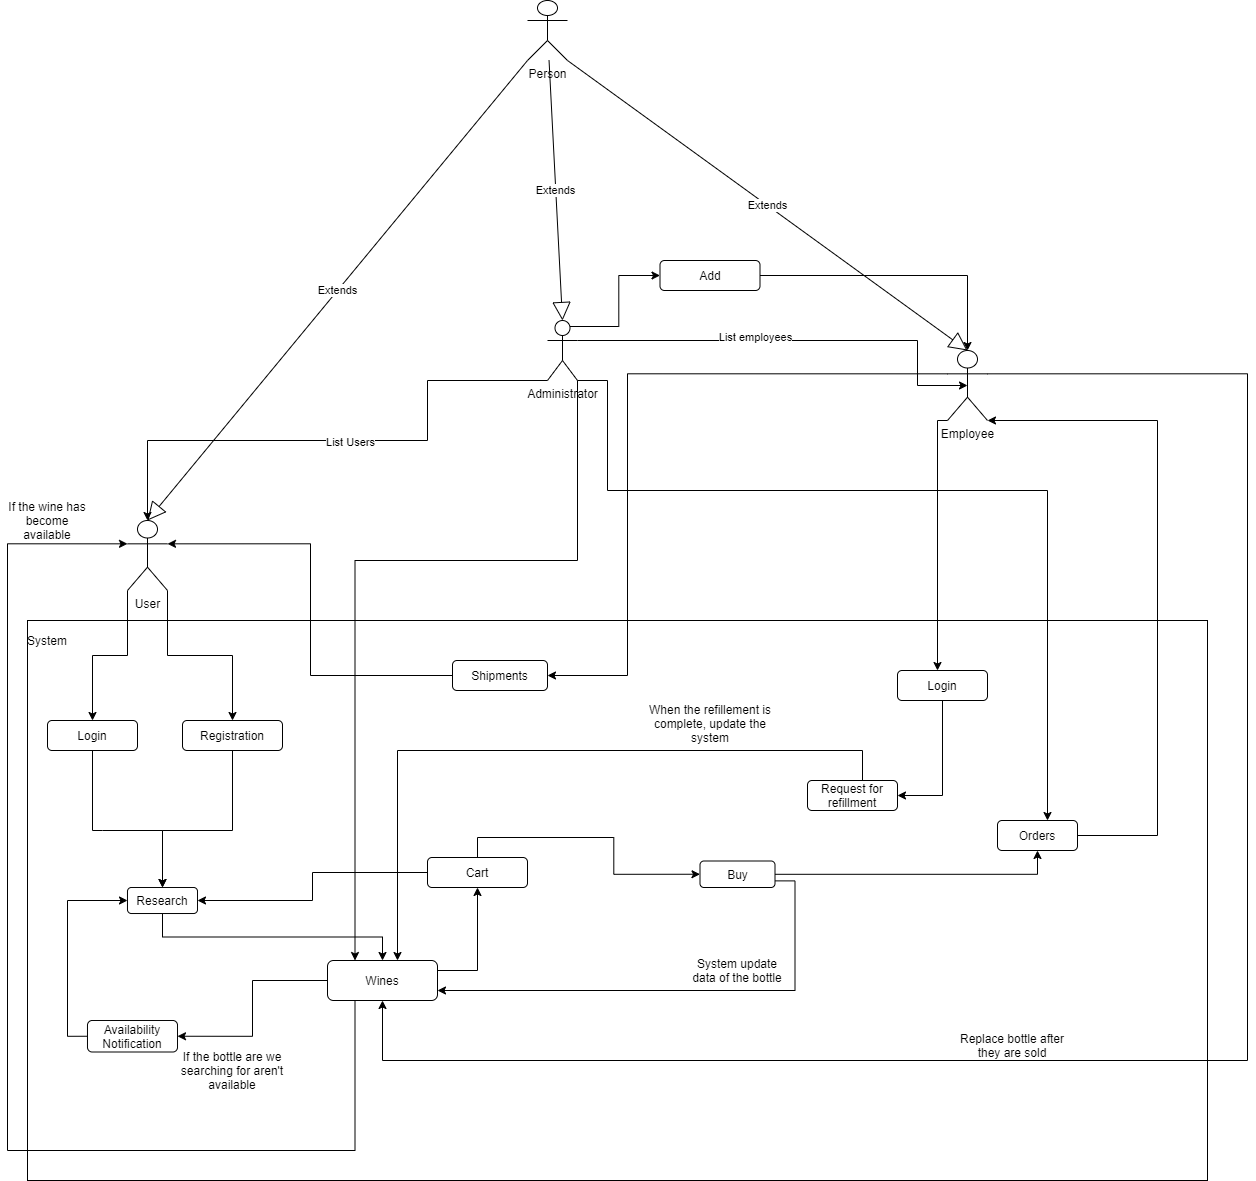 Person
Extends
Extends
Add
Extends
List employees
Administrator
Employee
List Users
If the wine has
become
available
User
System
Shipments
Login
Login
Registration
When the refillement is
complete, update the
system
Request for
refillment
Orders
Cart
Buy
Research
System update
data of the bottle
Wines
Availability
Notification
If the bottle are we
searching for aren't
available
Replace bottle after
they are sold